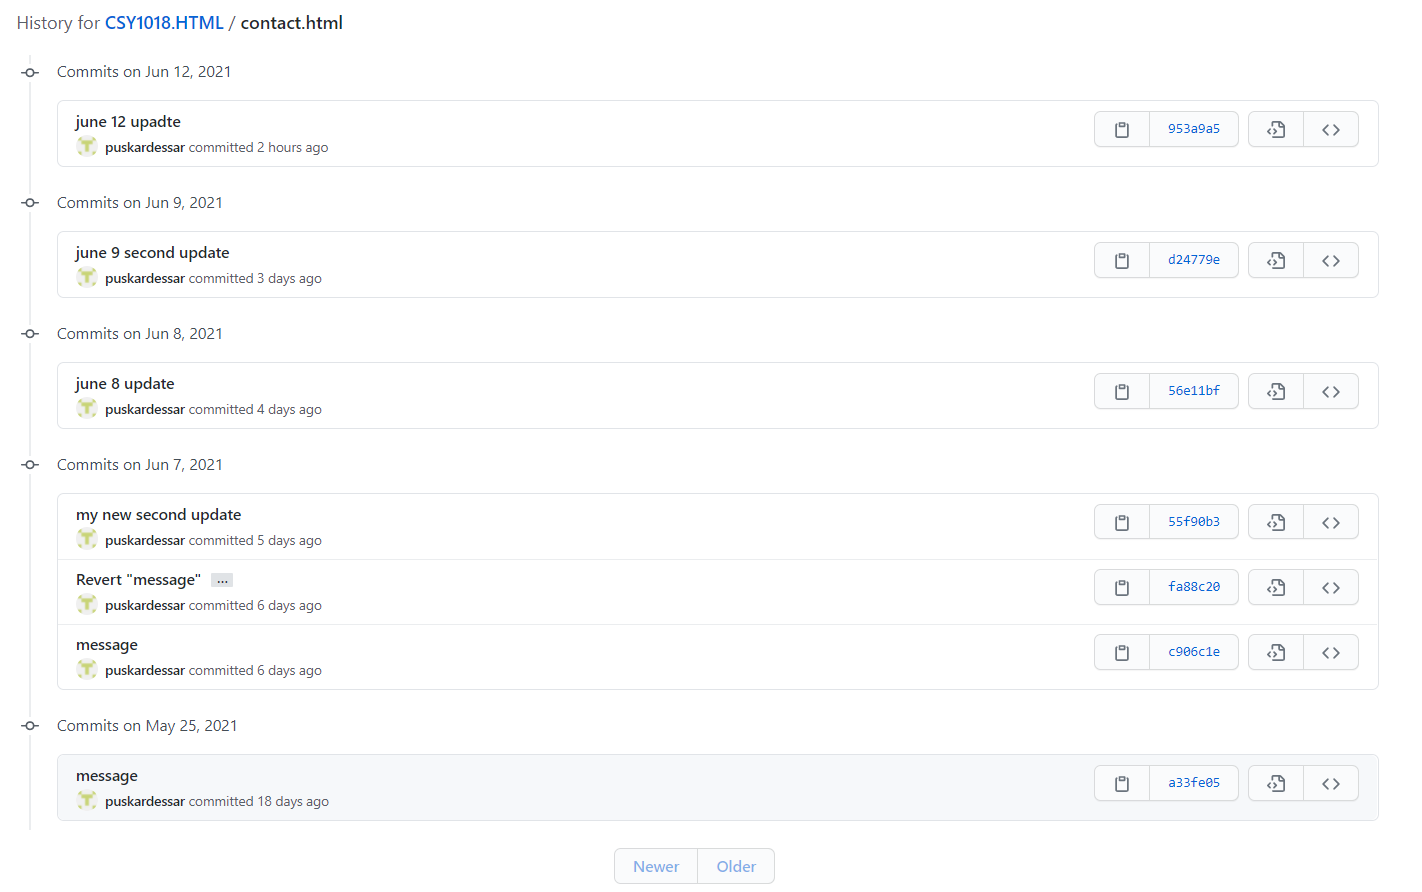 History for CSY1018.HTML / contact.html
Commits on Jun 12, 2021
june 12 upadte
953a9a5
puskardessar committed 2 hours ago
Commits on Jun 9, 2021
june 9 second update
d24779e
puskardessar committed 3 days ago
Commits on Jun 8, 2021
june 8 update
56e11bf
puskardessar committed 4 days ago
Commits on Jun 7, 2021
my new second update
55f90b3
puskardessar committed 5 days ago
Revert "message" ...
fa88c20
puskardessar committed 6 days ago
message
c906c1e
puskardessar committed 6 days ago
Commits on May 25, 2021
message
a33fe05
puskardessar committed 18 days ago
Newer Older